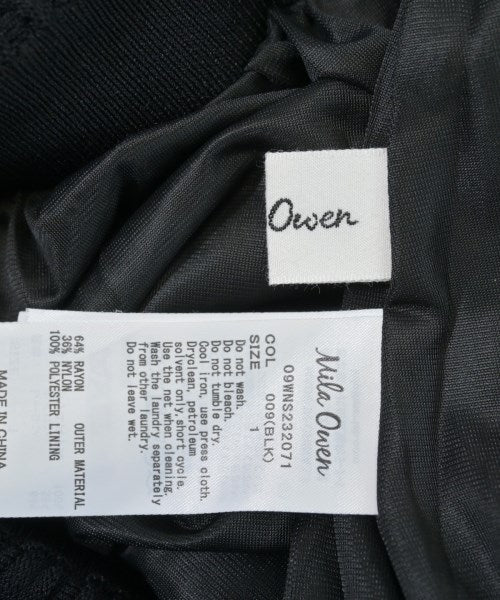 Owen
Mila Owen
09WNS232071
COL 009(BLK)
SIZE 1
Do not wash.
Do not bleach.
Do not tumble dry.
Cool iron, use press cloth.
Dryclean, petroleum
solvent only, short cycle.
Use the net when cleaning.
Wash the laundry separately
from other laundry.
Do not leave wet.
64% RAYON OUTER MATERIAL
36% NYLON
100% POLYESTER LINING
MADE IN CHINA